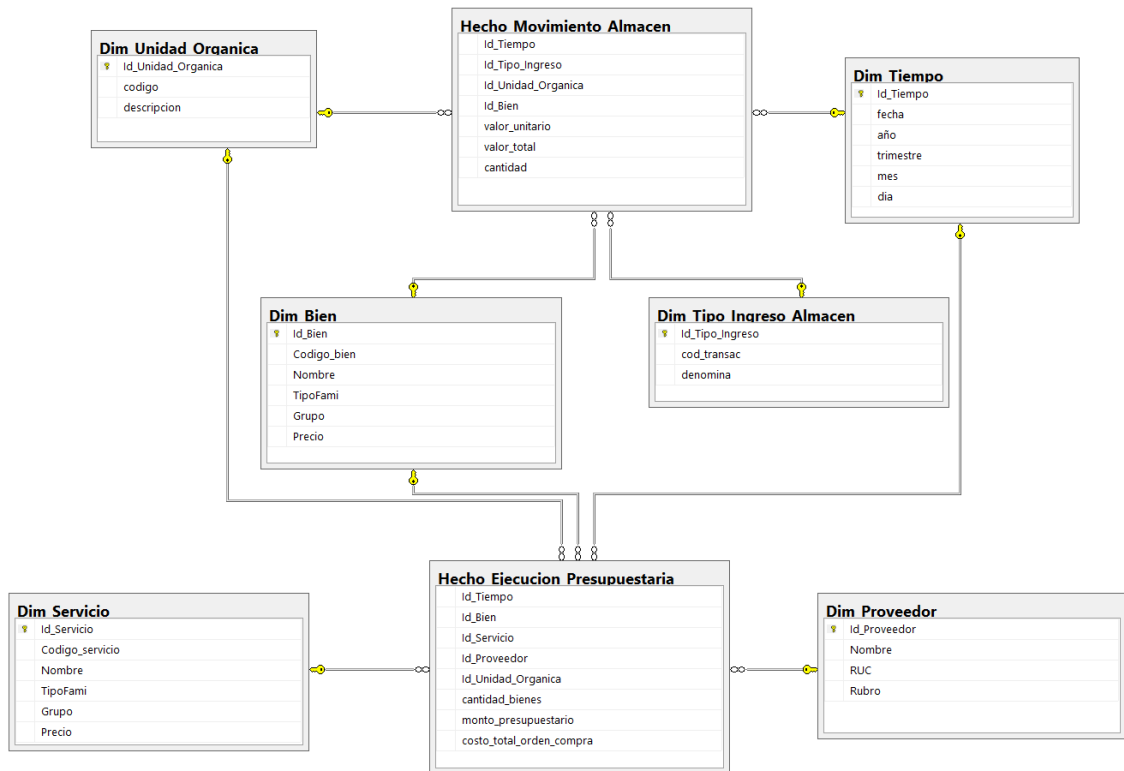 Dim Unidad Organica
Id_Unidad_Organica
codigo
descripcion
Hecho Movimiento Almacen
Id_Tiempo
Id_Tipo_Ingreso
Id_Unidad_Organica
Id_Bien
valor_unitario
valor_total
cantidad
Dim Tiempo
Id_Tiempo
fecha
año
trimestre
mes
dia
Dim Bien
Id_Bien
Codigo_bien
Nombre
TipoFami
Grupo
Precio
Dim Tipo Ingreso Almacen
Id_Tipo_Ingreso
cod_transac
denomina
Dim Servicio
Id_Servicio
Codigo_servicio
Nombre
TipoFami
Grupo
Precio
Hecho Ejecucion Presupuestaria
Id_Tiempo
Id_Bien
Id_Servicio
Id_Proveedor
Id_Unidad_Organica
cantidad_bienes
monto_presupuestario
costo_total_orden_compra
Dim Proveedor
Id_Proveedor
Nombre
RUC
Rubro